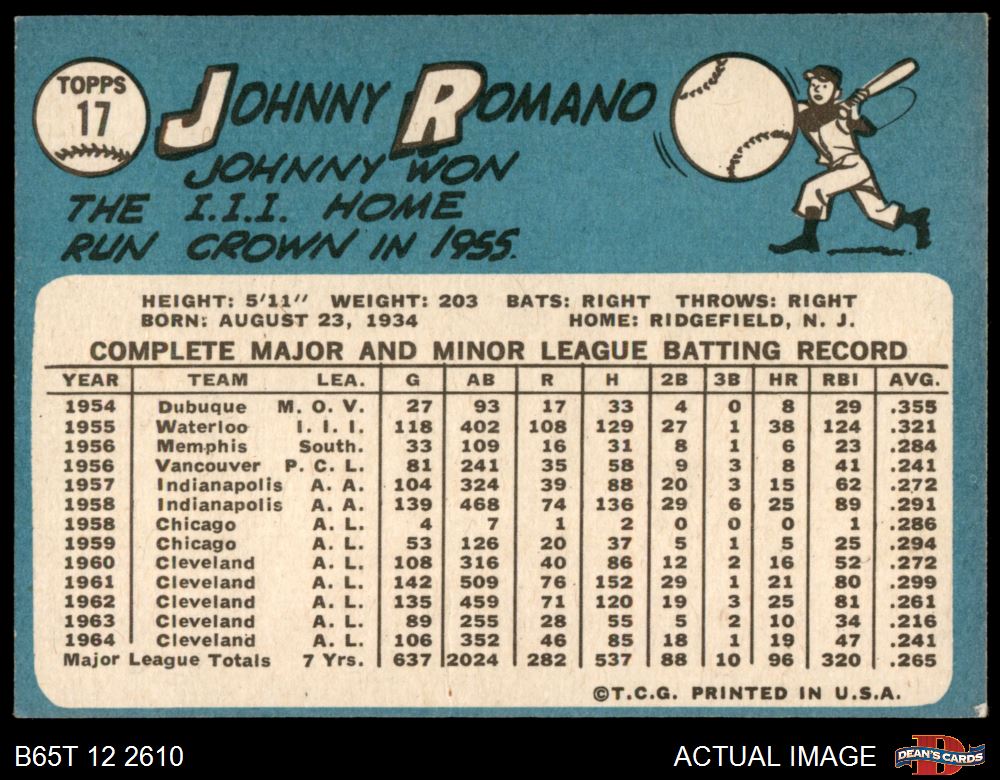 TOPPS
17
JOHNNY ROMANO
JOHNNY WON
THE I.I.I. HOME
RUN CROWN IN 1955.
HEIGHT: 5'11" WEIGHT: 203 BATS: RIGHT THROWS: RIGHT
BORN: AUGUST 23, 1934 HOME: RIDGEFIELD, N. J.
COMPLETE MAJOR AND MINOR LEAGUE BATTING RECORD
YEAR TEAM LEA. G AB R H 2B 3B HR RBI AVG.
1954 Dubuque M. O. V. 27 93 17 33 4 0 8 29 .355
1955 Waterloo I. I. I. 118 402 108 129 27 1 38 124 .321
1956 Memphis South. 33 109 16 31 8 1 6 23 .284
1956 Vancouver P. C. L. 81 241 35 58 9 3 8 41 .241
1957 Indianapolis A. A. 104 324 39 88 20 3 15 62 .272
1958 Indianapolis A. A. 139 468 74 136 29 6 25 89 .291
1958 Chicago A. L. 4 7 1 2 0 0 0 1 .286
1959 Chicago A. L. 53 126 20 37 5 1 5 25 .294
1960 Cleveland A. L. 108 316 40 86 12 2 16 52 .272
1961 Cleveland A. L. 142 509 76 152 29 1 21 80 .299
1962 Cleveland A. L. 135 459 71 120 19 3 25 81 .261
1963 Cleveland A. L. 89 255 28 55 5 2 10 34 .216
1964 Cleveland A. L. 106 352 46 85 18 1 19 47 .241
Major League Totals 7 Yrs. 637 2024 282 537 88 10 96 320 .265
©T.C.G. PRINTED IN U.S.A.
B65T 12 2610 ACTUAL IMAGE D DEAN'S CARDS